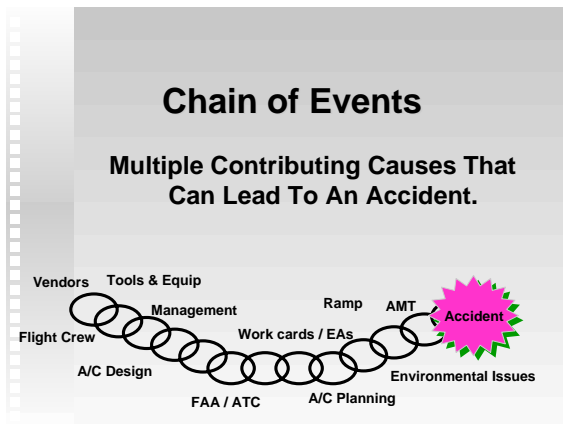 Chain of Events
Multiple Contributing Causes That
Can Lead To An Accident.
Vendors
Tools & Equip
Management
Ramp
AMT
Accident
Flight Crew
Work cards / EAs
A/C Design
Environmental Issues
FAA / ATC
A/C Planning